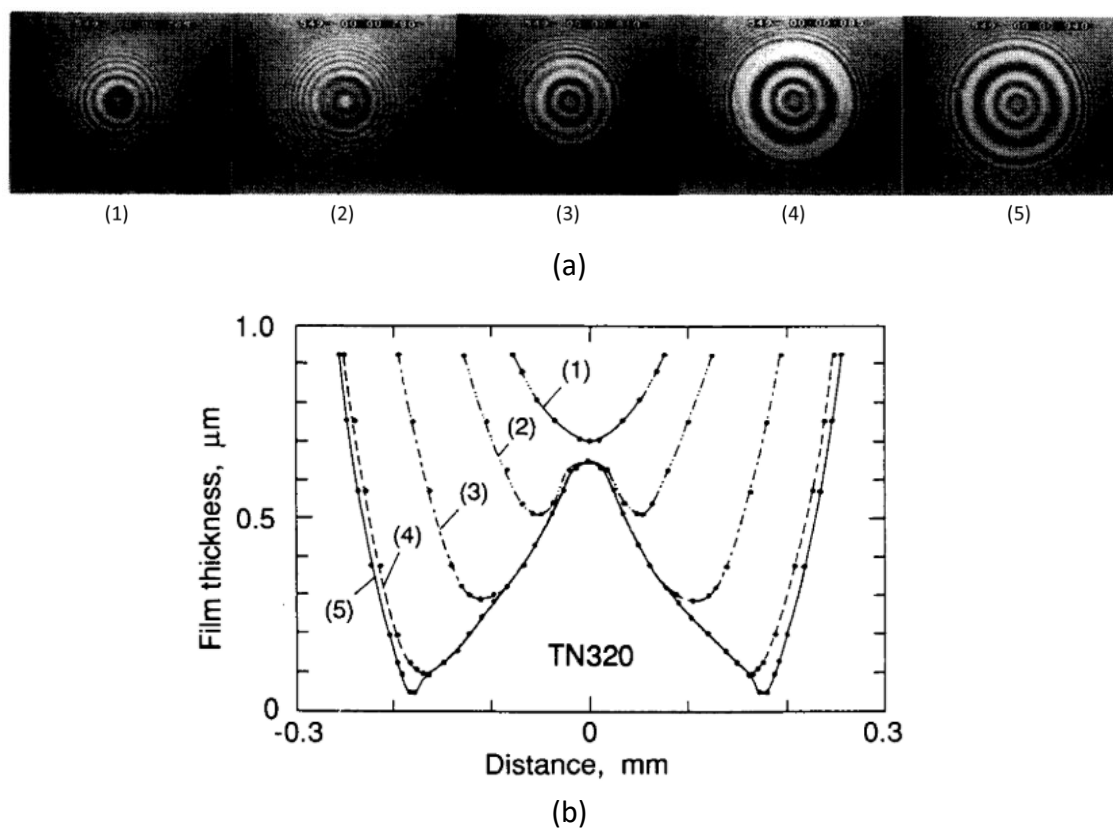 (1) (2) (3) (4) (5)
(a)
1.0
(1)
(2)
Film thickness, μm
(3)
0.5
(4)
(5)
TN320
0
-0.3 0 0.3
Distance, mm
(b)